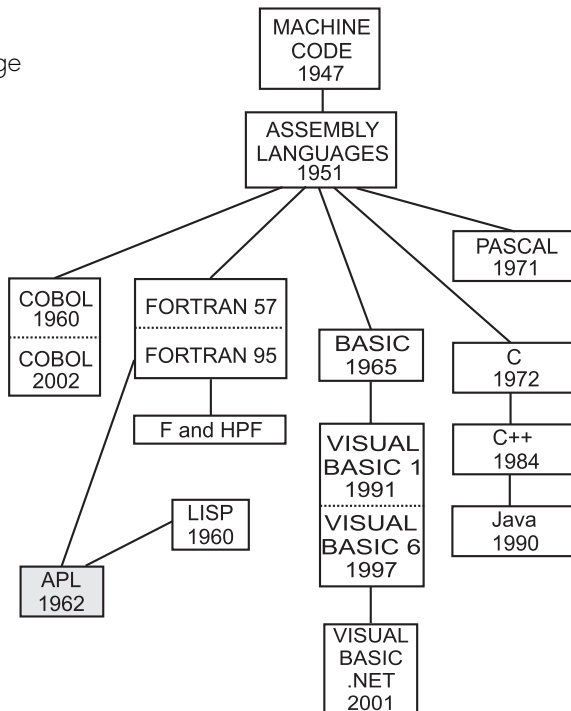 ge
MACHINE
CODE
1947
ASSEMBLY
LANGUAGES
1951
PASCAL
1971
COBOL
1960
COBOL
2002
FORTRAN 57
FORTRAN 95
BASIC
1965
C
1972
F and HPF
VISUAL
BASIC 1
1991
VISUAL
BASIC 6
1997
C++
1984
LISP
1960
Java
1990
APL
1962
VISUAL
BASIC
.NET
2001